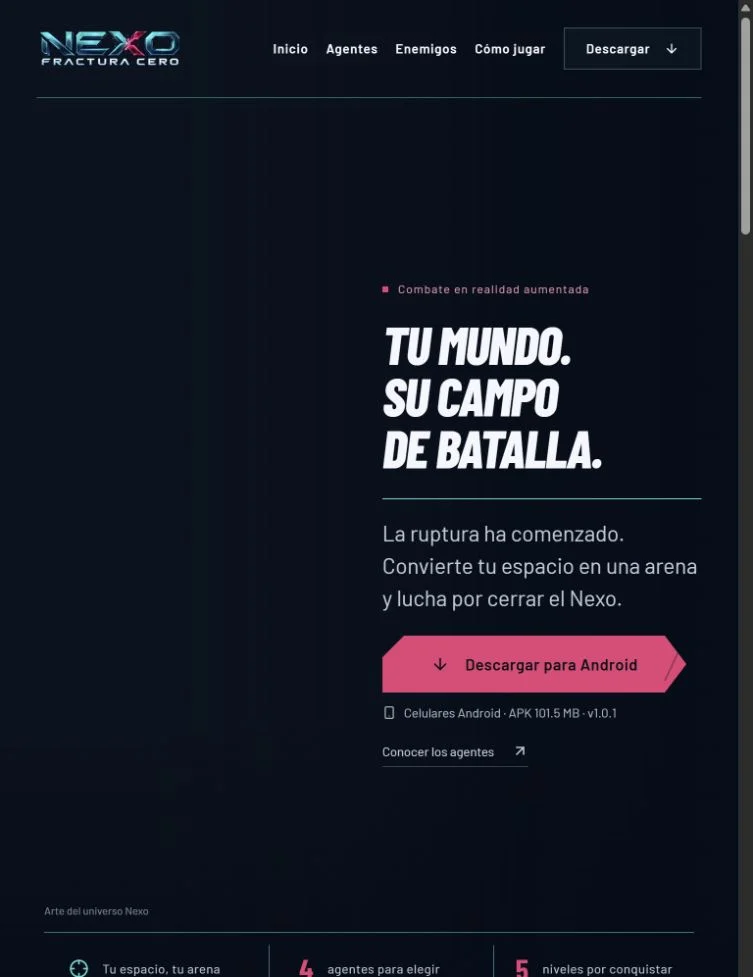 NEXO
FRACTURA CERO
Inicio
Agentes
Enemigos
Cómo jugar
Descargar
Combate en realidad aumentada
TU MUNDO.
SU CAMPO
DE BATALLA.
La ruptura ha comenzado.
Convierte tu espacio en una arena
y lucha por cerrar el Nexo.
Descargar para Android
Celulares Android · APK 101.5 MB · v1.0.1
Conocer los agentes
Arte del universo Nexo
Tu espacio, tu arena
4 agentes para elegir
5 niveles por conquistar